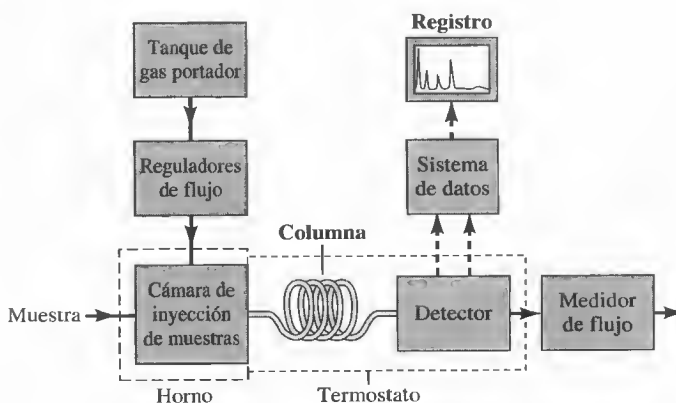 Registro
Tanque de
gas portador
Reguladores
de flujo
Sistema
de datos
Columna
Muestra
Cámara de
inyección
de muestras
Detector
Medidor
de flujo
Horno
Termostato